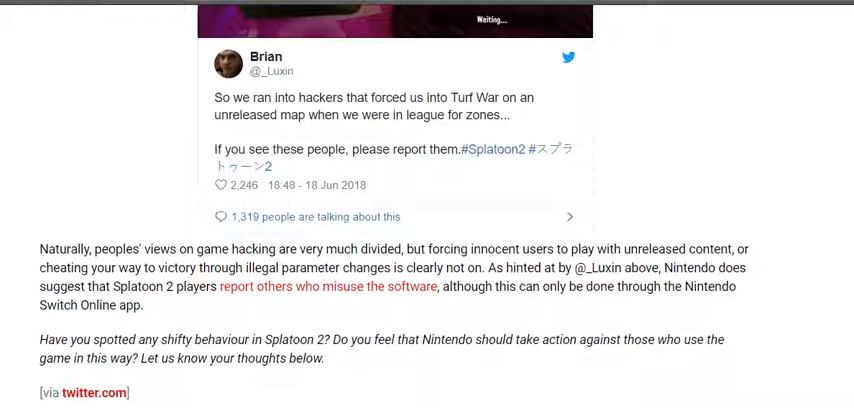 Waiting...
Brian
@_Luxin
So we ran into hackers that forced us into Turf War on an
unreleased map when we were in league for zones...
If you see these people, please report them.#Splatoon2 #スプラ
トゥーン2
2,246 18:48 - 18 Jun 2018
1,319 people are talking about this
Naturally, peoples' views on game hacking are very much divided, but forcing innocent users to play with unreleased content, or
cheating your way to victory through illegal parameter changes is clearly not on. As hinted at by @_Luxin above, Nintendo does
suggest that Splatoon 2 players report others who misuse the software, although this can only be done through the Nintendo
Switch Online app.
Have you spotted any shifty behaviour in Splatoon 2? Do you feel that Nintendo should take action against those who use the
game in this way? Let us know your thoughts below.
[via twitter.com]